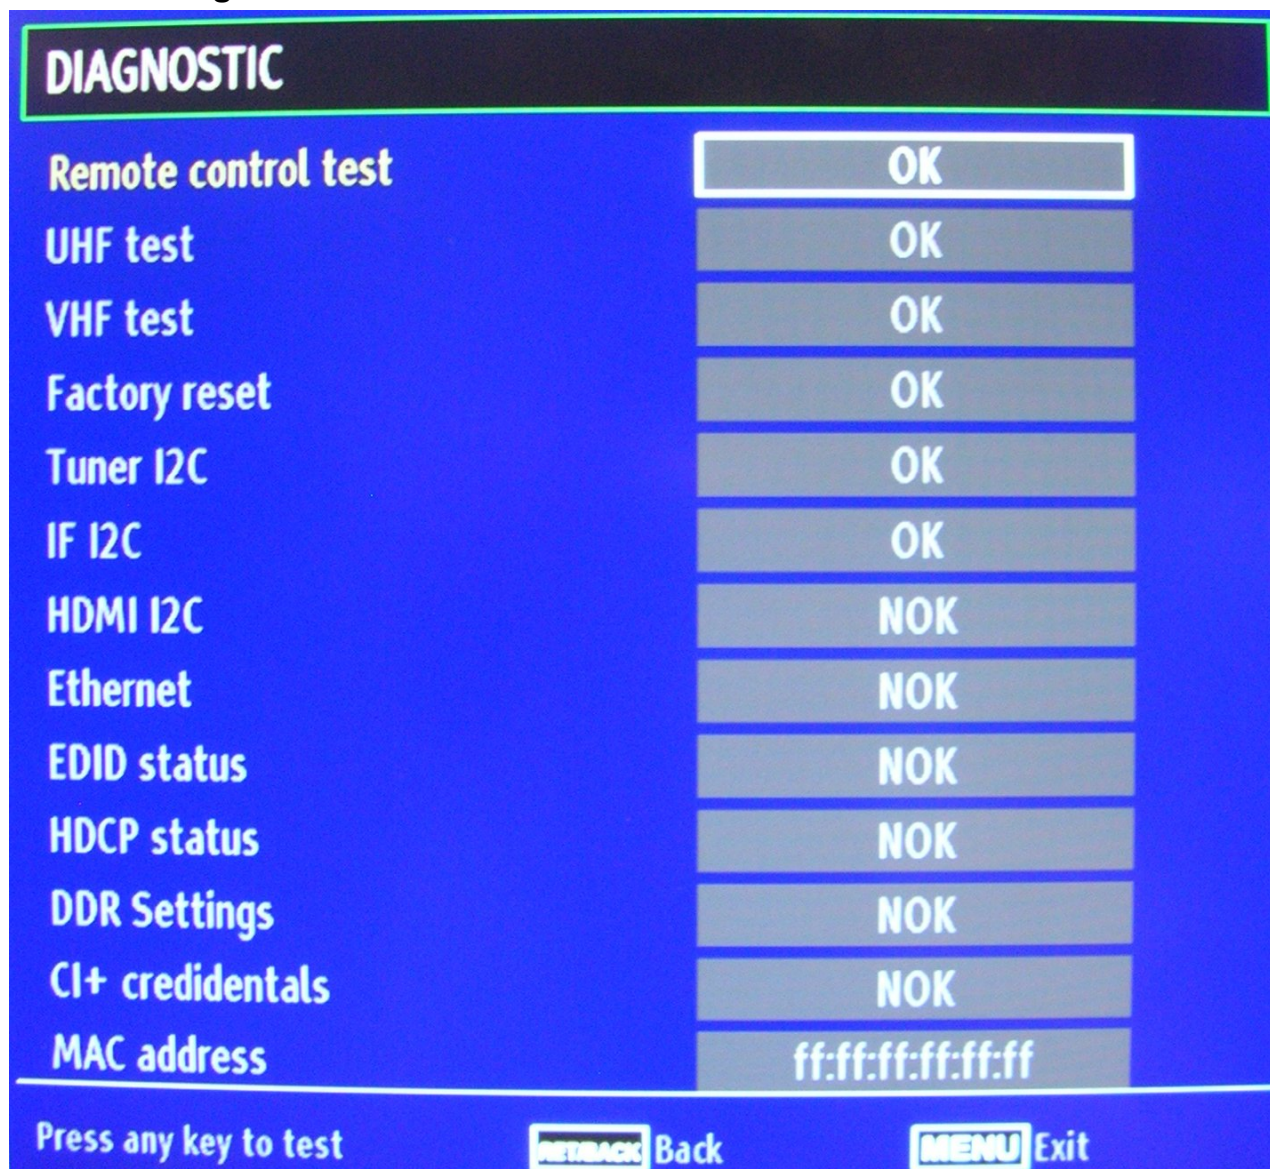 DIAGNOSTIC
Remote control test OK
UHF test OK
VHF test OK
Factory reset OK
Tuner I2C OK
IF I2C OK
HDMI I2C NOK
Ethernet NOK
EDID status NOK
HDCP status NOK
DDR Settings NOK
CI+ credidentals NOK
MAC address ff:ff:ff:ff:ff:ff
Press any key to test RET/BACK Back MENU Exit